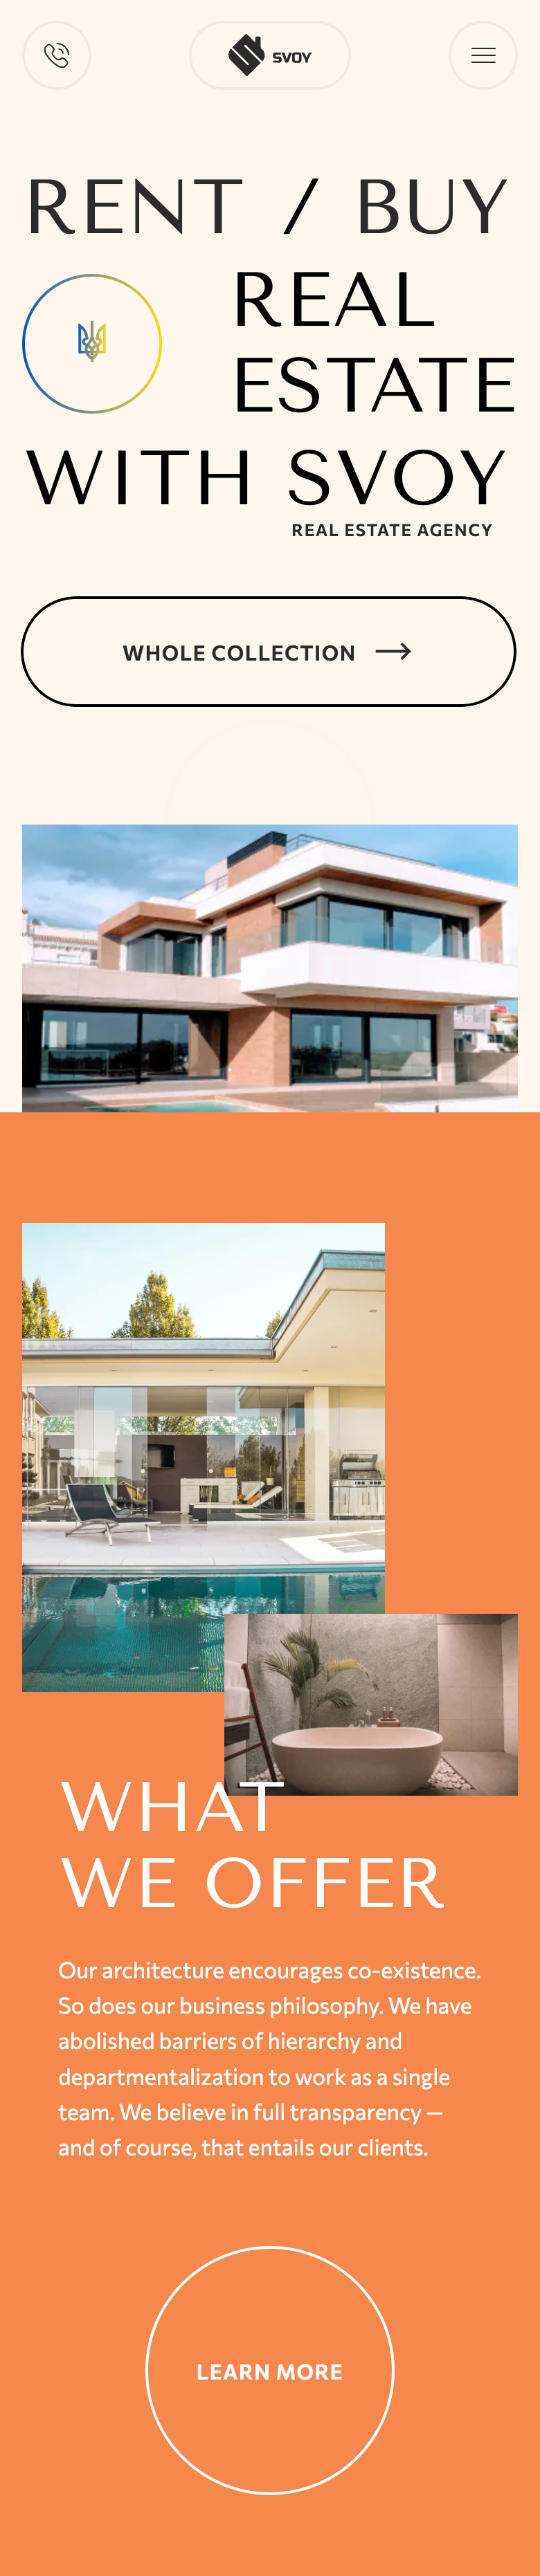 SVOY
RENT / BUY
REAL
ESTATE
WITH SVOY
REAL ESTATE AGENCY
WHOLE COLLECTION
WHAT
WE OFFER
Our architecture encourages co-existence.
So does our business philosophy. We have
abolished barriers of hierarchy and
departmentalization to work as a single
team. We believe in full transparency —
and of course, that entails our clients.
LEARN MORE